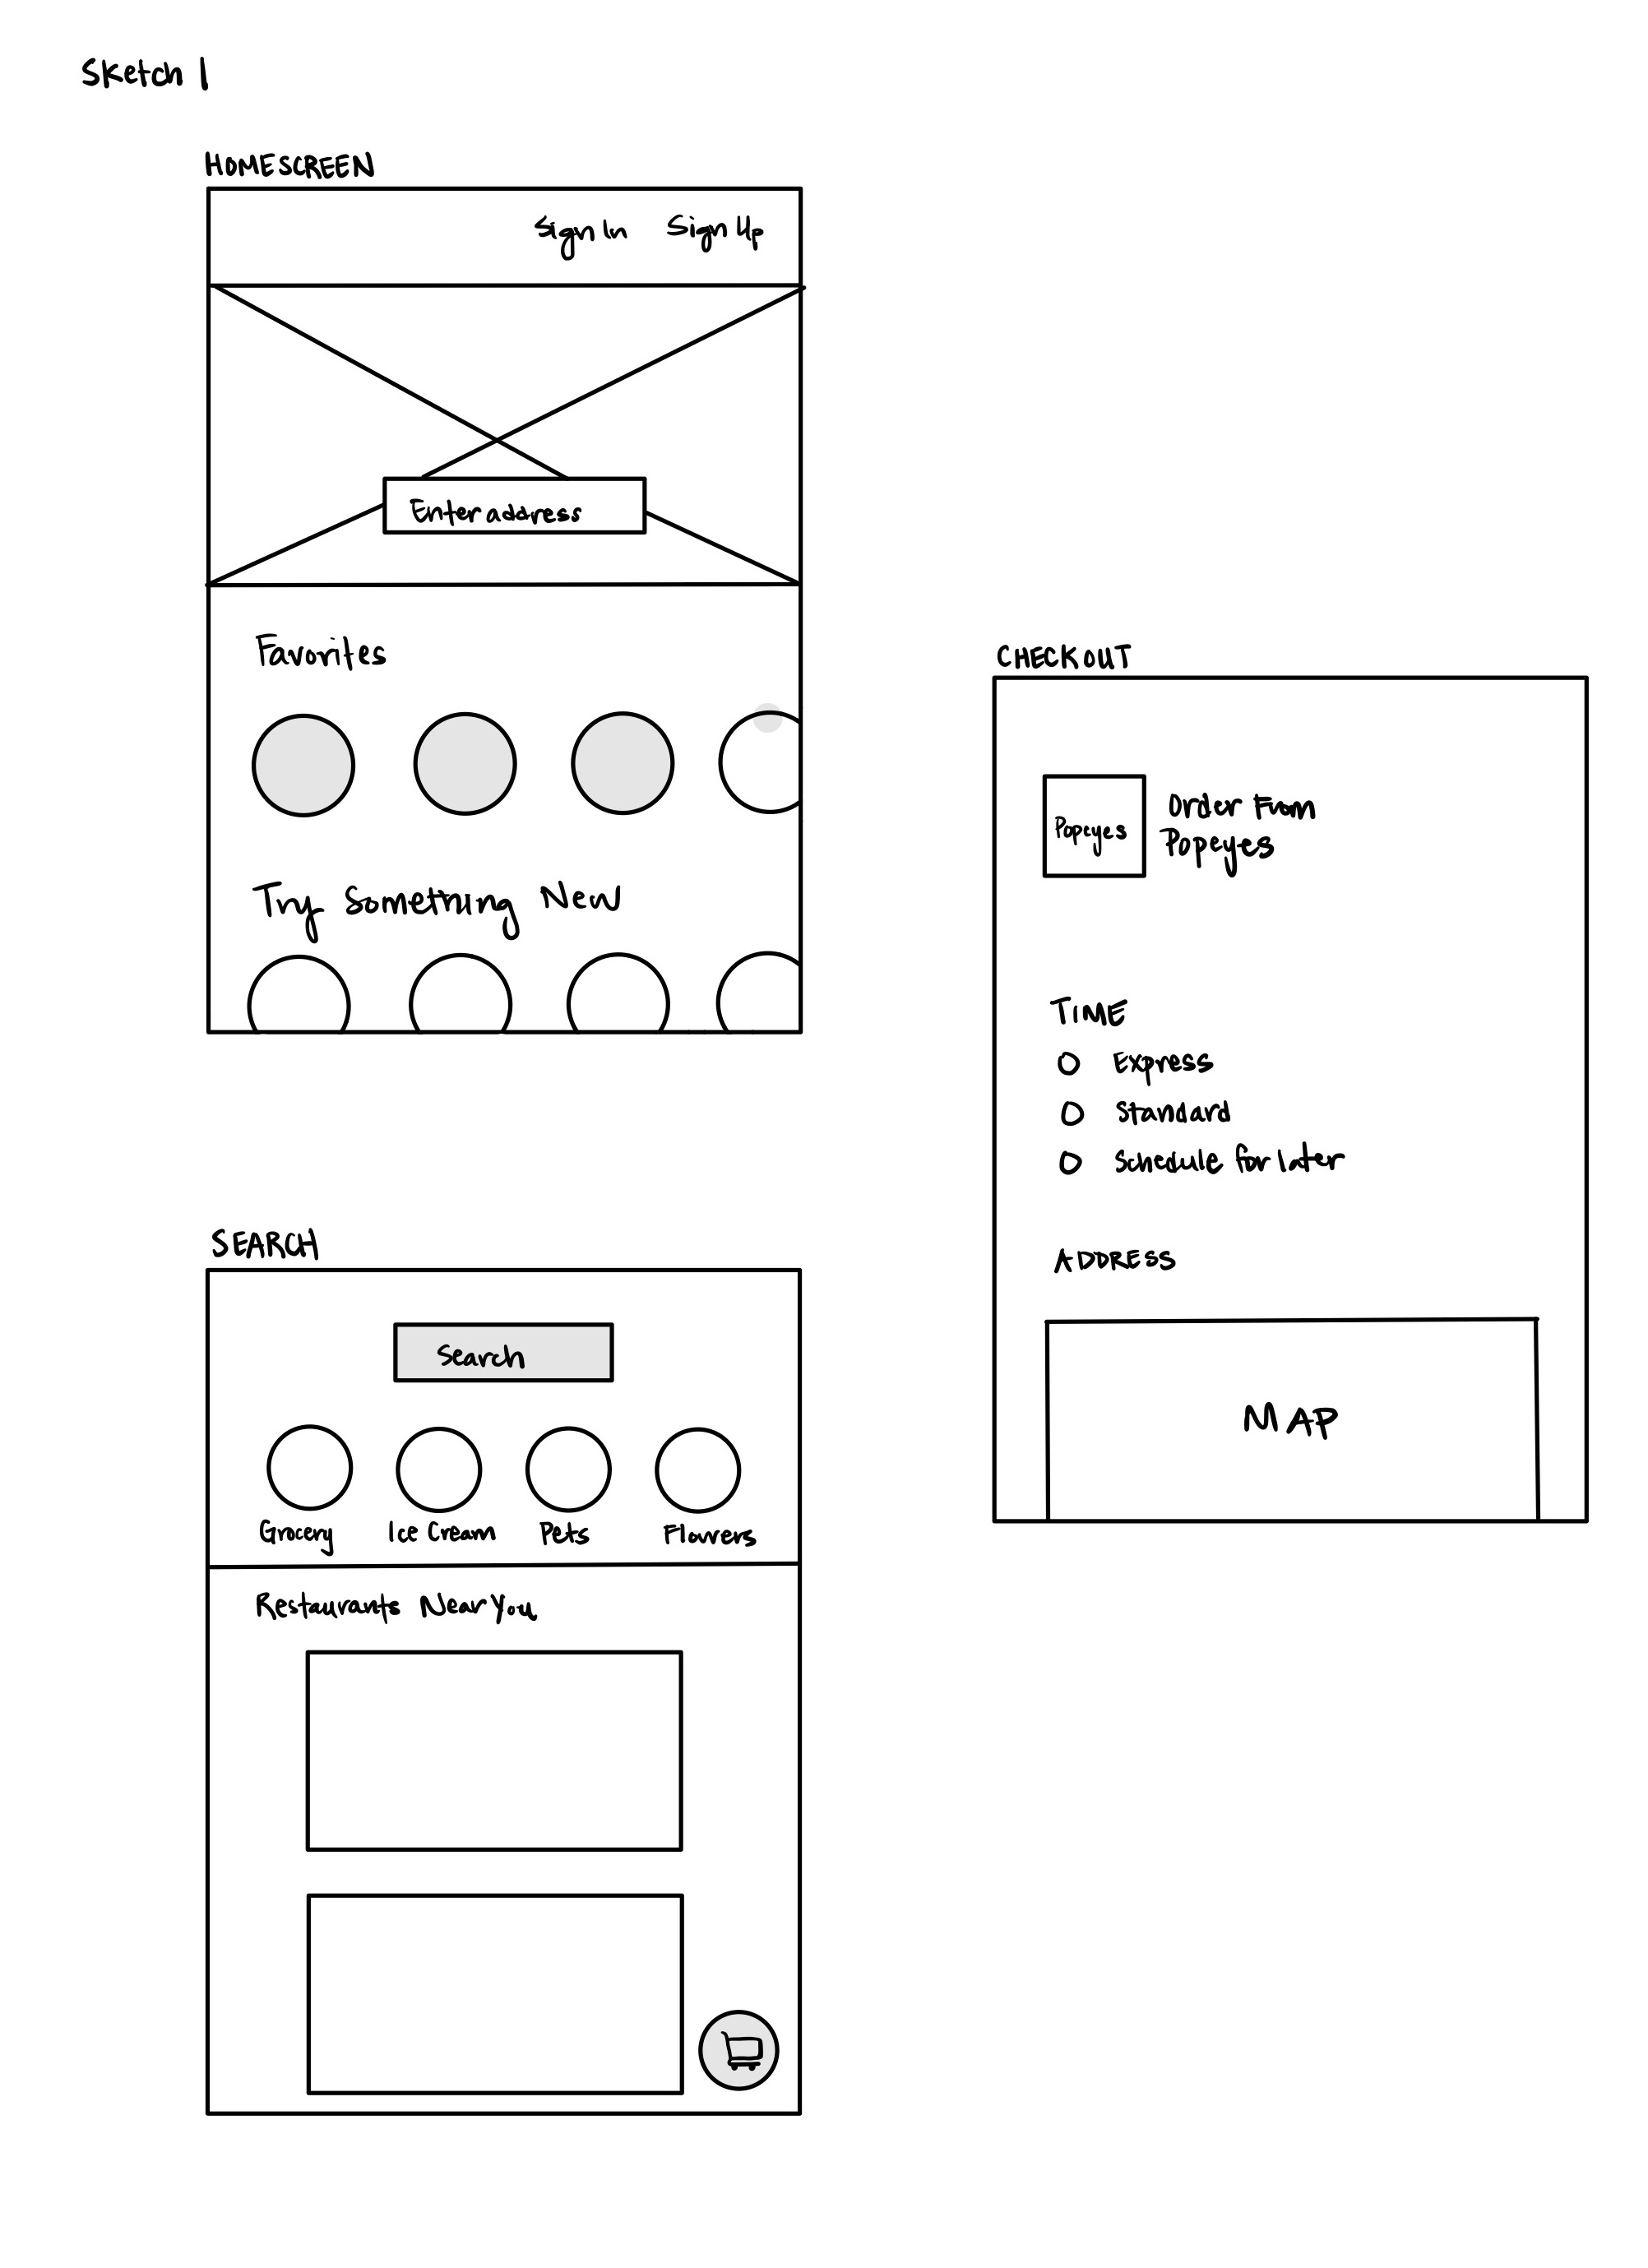 Sketch 1
HOMESCREEN
Sign In Sign Up
Enter address
Favorites
Try Something New
CHECKOUT
Popeyes
Order From
Popeyes
TIME
Express
Standard
Schedule for later
ADDRESS
MAP
SEARCH
Search
Grocery Ice Cream Pets Flowers
Restaurants Near You